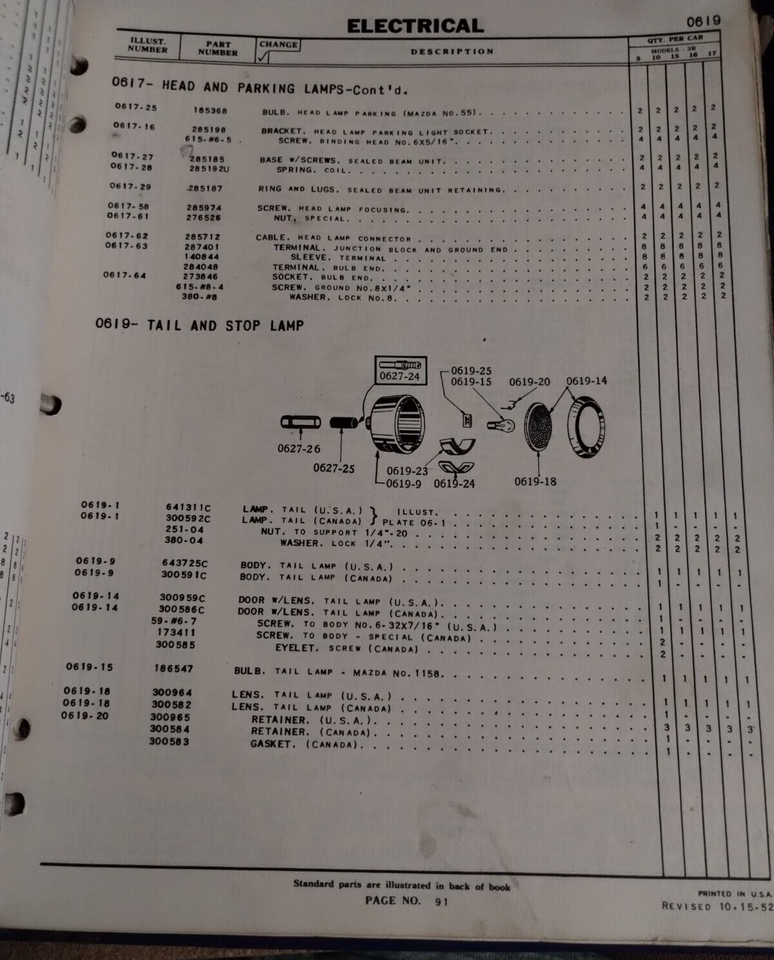 ELECTRICAL 0619
ILLUST. NUMBER PART NUMBER CHANGE DESCRIPTION QTY. PER CAR
MODELS - 2R
5 10 15 16 17
0617- HEAD AND PARKING LAMPS-Cont'd.
0617-25 185368 BULB. HEAD LAMP PARKING (MAZDA NO. 55) 2 2 2 2 2
0617-16 285198 BRACKET. HEAD LAMP PARKING LIGHT SOCKET. 2 2 2 2 2
615-#6-5 SCREW. BINDING HEAD NO. 6X5/16". 4 4 4 4 4
0617-27 285185 BASE W/SCREWS. SEALED BEAM UNIT. 2 2 2 2 2
0617-28 285192U SPRING. COIL. 4 4 4 4 4
0617-29 285187 RING AND LUGS. SEALED BEAM UNIT RETAINING. 2 2 2 2 2
0617-58 285974 SCREW. HEAD LAMP FOCUSING. 4 4 4 4 4
0617-61 276526 NUT, SPECIAL. 4 4 4 4 4
0617-62 285712 CABLE. HEAD LAMP CONNECTOR 2 2 2 2 2
0617-63 287401 TERMINAL. JUNCTION BLOCK AND GROUND END 8 8 8 8 8
140844 SLEEVE. TERMINAL 8 8 8 8 8
284048 TERMINAL. BULB END. 6 6 6 6 6
0617-64 273846 SOCKET. BULB END. 2 2 2 2 2
615-#8-4 SCREW. GROUND NO. 8X1/4" 2 2 2 2 2
380-#8 WASHER. LOCK NO. 8. 2 2 2 2 2
0619- TAIL AND STOP LAMP
0627-24
0619-25
0619-15
0619-20
0619-14
0627-26
0627-25
0619-23
0619-9
0619-24
0619-18
0619-1 641311C LAMP. TAIL (U.S.A.) } ILLUST. 1 1 1 1 1
0619-1 300592C LAMP. TAIL (CANADA) } PLATE 06-1 1 - - - -
251-04 NUT. TO SUPPORT 1/4"-20 2 2 2 2 2
380-04 WASHER. LOCK 1/4". 2 2 2 2 2
0619-9 643725C BODY. TAIL LAMP (U.S.A.) 1 1 1 1 1
0619-9 300591C BODY. TAIL LAMP (CANADA) 1 - - - -
0619-14 300959C DOOR W/LENS. TAIL LAMP (U.S.A.). 1 1 1 1 1
0619-14 300586C DOOR W/LENS. TAIL LAMP (CANADA). 1 - - - -
59-#6-7 SCREW. TO BODY NO. 6-32X7/16" (U.S.A.) 1 1 1 1 1
173411 SCREW. TO BODY - SPECIAL (CANADA) 2 - - - -
300585 EYELET. SCREW (CANADA) 2 - - - -
0619-15 186547 BULB. TAIL LAMP - MAZDA NO. 1158. 1 1 1 1 1
0619-18 300964 LENS. TAIL LAMP (U.S.A.) 1 1 1 1 1
0619-18 300582 LENS. TAIL LAMP (CANADA) 1 - - - -
0619-20 300965 RETAINER. (U.S.A.). 3 3 3 3 3
300584 RETAINER. (CANADA). 1 - - - -
300583 GASKET. (CANADA). 1 - - - -
Standard parts are illustrated in back of book
PAGE NO. 91
PRINTED IN U.S.A.
REVISED 10-15-52
-63